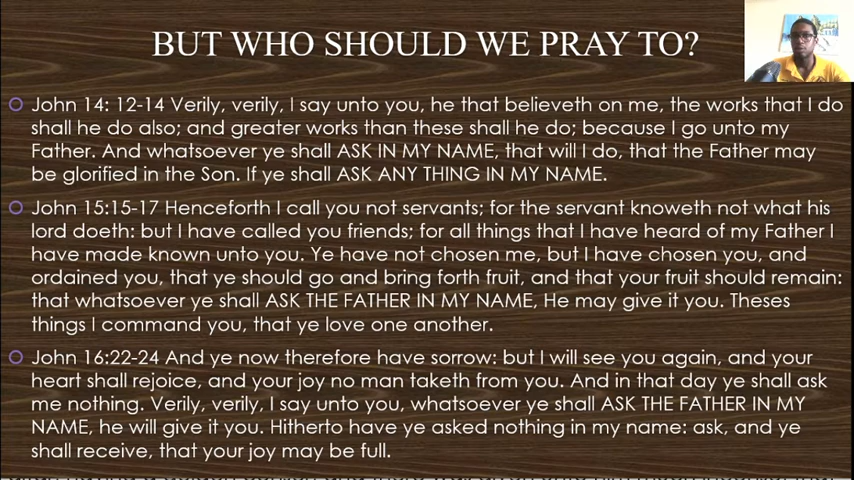 BUT WHO SHOULD WE PRAY TO?
John 14: 12-14 Verily, verily, I say unto you, he that believeth on me, the works that I do
shall he do also; and greater works than these shall he do; because I go unto my
Father. And whatsoever ye shall ASK IN MY NAME, that will I do, that the Father may
be glorified in the Son. If ye shall ASK ANY THING IN MY NAME.
John 15:15-17 Henceforth I call you not servants; for the servant knoweth not what his
lord doeth: but I have called you friends; for all things that I have heard of my Father I
have made known unto you. Ye have not chosen me, but I have chosen you, and
ordained you, that ye should go and bring forth fruit, and that your fruit should remain:
that whatsoever ye shall ASK THE FATHER IN MY NAME, He may give it you. Theses
things I command you, that ye love one another.
John 16:22-24 And ye now therefore have sorrow: but I will see you again, and your
heart shall rejoice, and your joy no man taketh from you. And in that day ye shall ask
me nothing. Verily, verily, I say unto you, whatsoever ye shall ASK THE FATHER IN MY
NAME, he will give it you. Hitherto have ye asked nothing in my name: ask, and ye
shall receive, that your joy may be full.